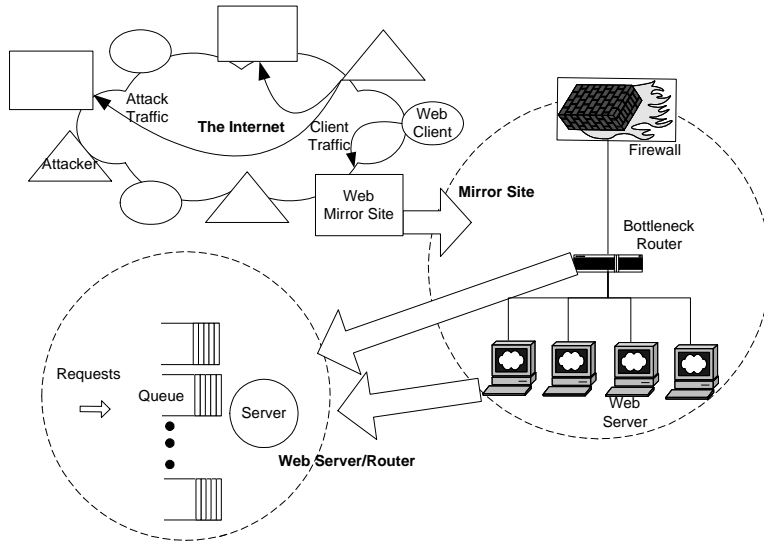 Attack
Traffic
The Internet
Client
Traffic
Web
Client
Attacker
Web
Mirror Site
Mirror Site
Firewall
Bottleneck
Router
Web
Server
Requests
Queue
Server
Web Server/Router